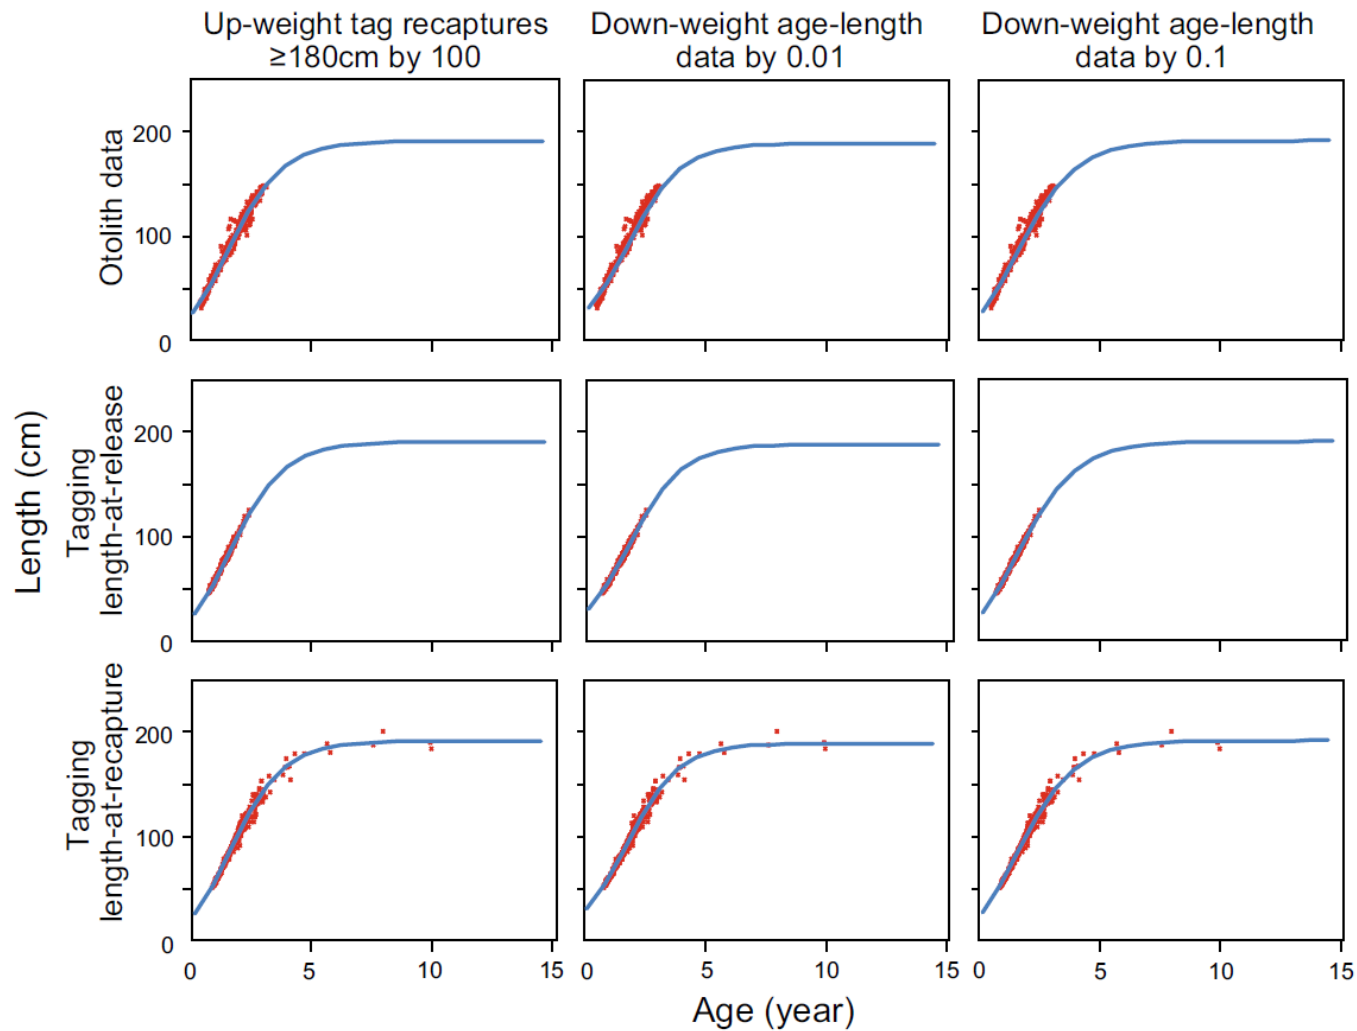 Up-weight tag recaptures
≥180cm by 100
Down-weight age-length
data by 0.01
Down-weight age-length
data by 0.1
Length (cm)
Otolith data
200
100
0
Tagging
length-at-release
200
100
0
Tagging
length-at-recapture
200
100
0
0 5 10 15
0 5 10 15
0 5 10 15
Age (year)